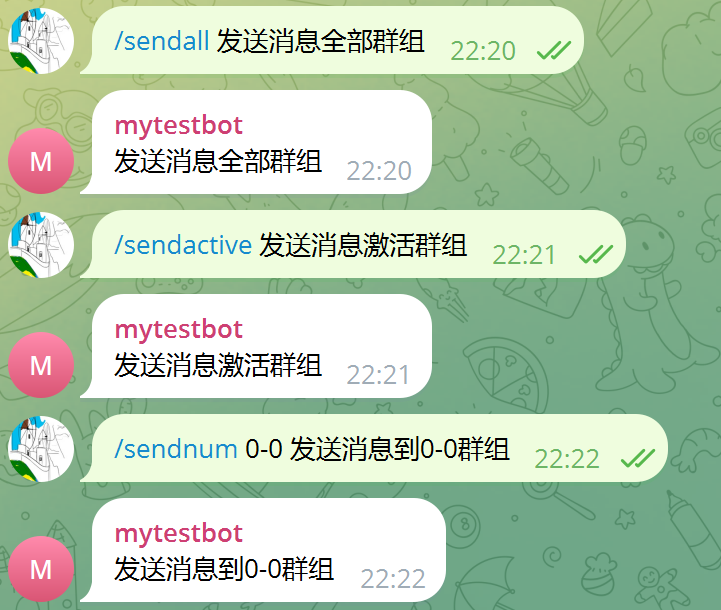 /sendall 发送消息全部群组 22:20
mytestbot
M
发送消息全部群组 22:20
/sendactive 发送消息激活群组 22:21
mytestbot
M
发送消息激活群组 22:21
/sendnum 0-0 发送消息到0-0群组 22:22
mytestbot
M
发送消息到0-0群组 22:22